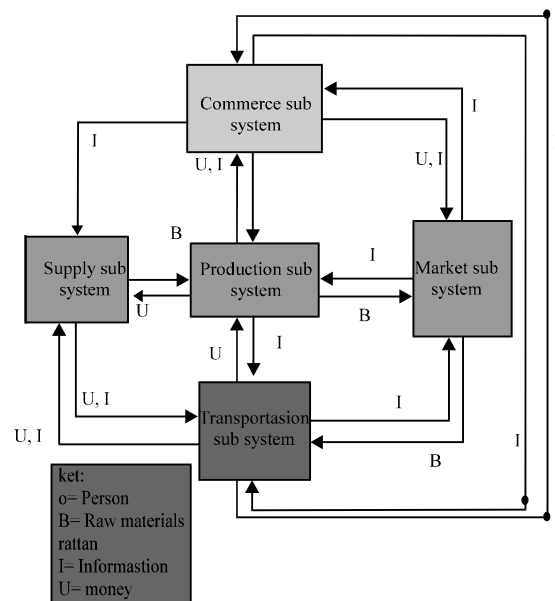 Commerce sub
system
I
I
U, I
U, I
B
Supply sub
system
Production sub
system
I
Market sub
system
U
B
U
I
U, I
Transportasion
sub system
I
U, I
B
I
ket:
o= Person
B= Raw materials
rattan
I= Informastion
U= money